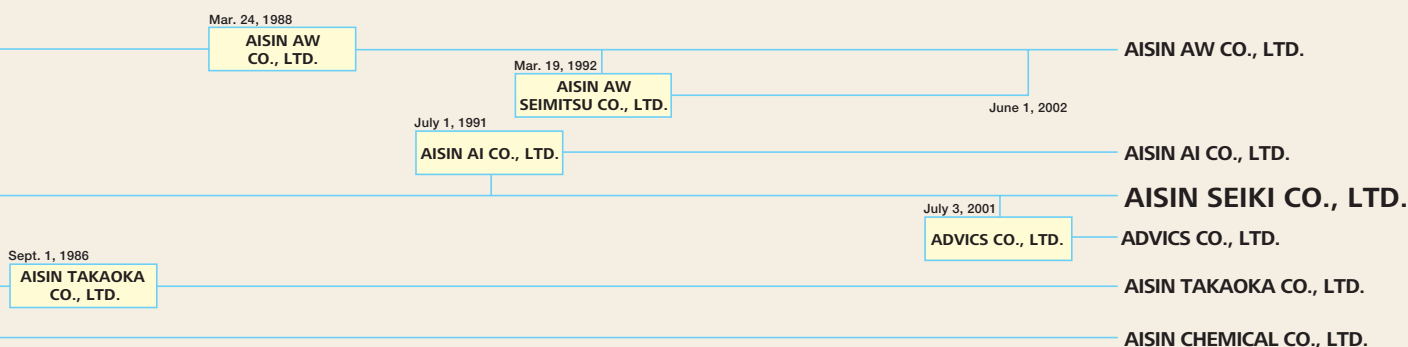 Mar. 24, 1988
AISIN AW
CO., LTD.
AISIN AW CO., LTD.
Mar. 19, 1992
AISIN AW
SEIMITSU CO., LTD.
June 1, 2002
July 1, 1991
AISIN AI CO., LTD.
AISIN AI CO., LTD.
AISIN SEIKI CO., LTD.
July 3, 2001
ADVICS CO., LTD.
ADVICS CO., LTD.
Sept. 1, 1986
AISIN TAKAOKA
CO., LTD.
AISIN TAKAOKA CO., LTD.
AISIN CHEMICAL CO., LTD.